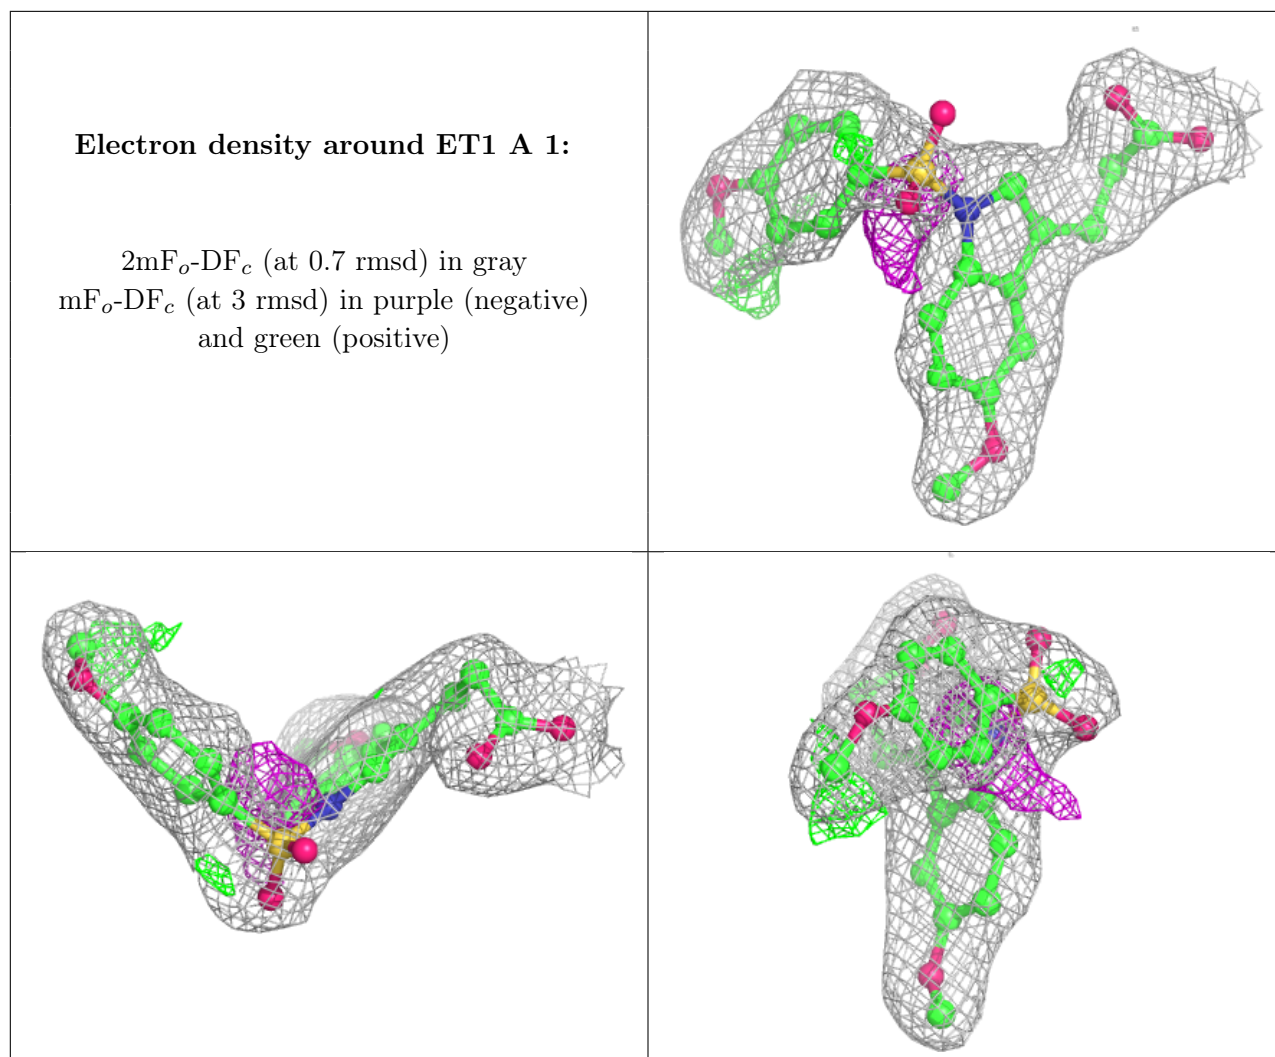 Electron density around ET1 A 1:
2mFo-DFc (at 0.7 rmsd) in gray
mFo-DFc (at 3 rmsd) in purple (negative)
and green (positive)